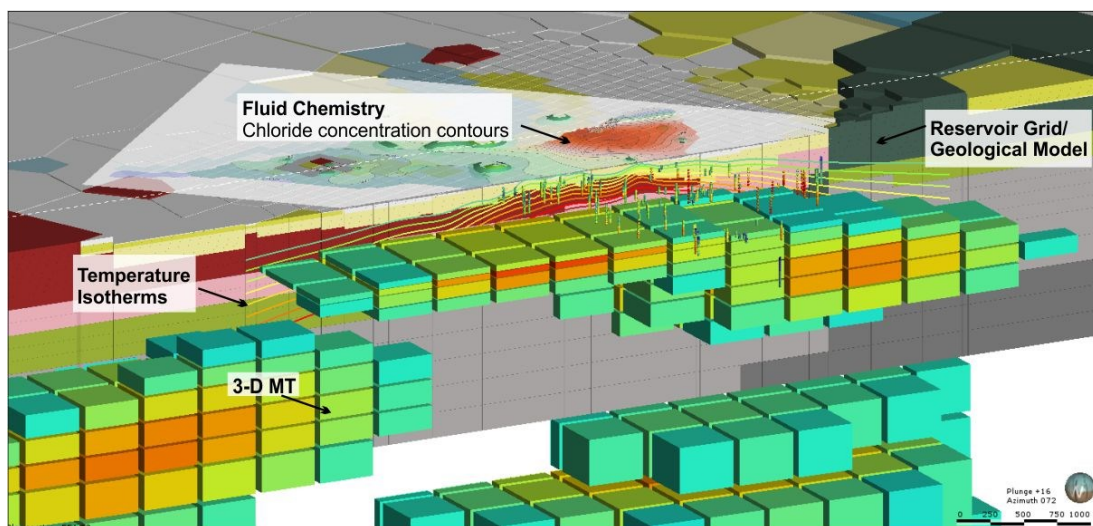 Fluid Chemistry
Chloride concentration contours
Reservoir Grid/
Geological Model
Temperature
Isotherms
3-D MT
Plunge +16
Azimuth 072
0 250 500 750 1000